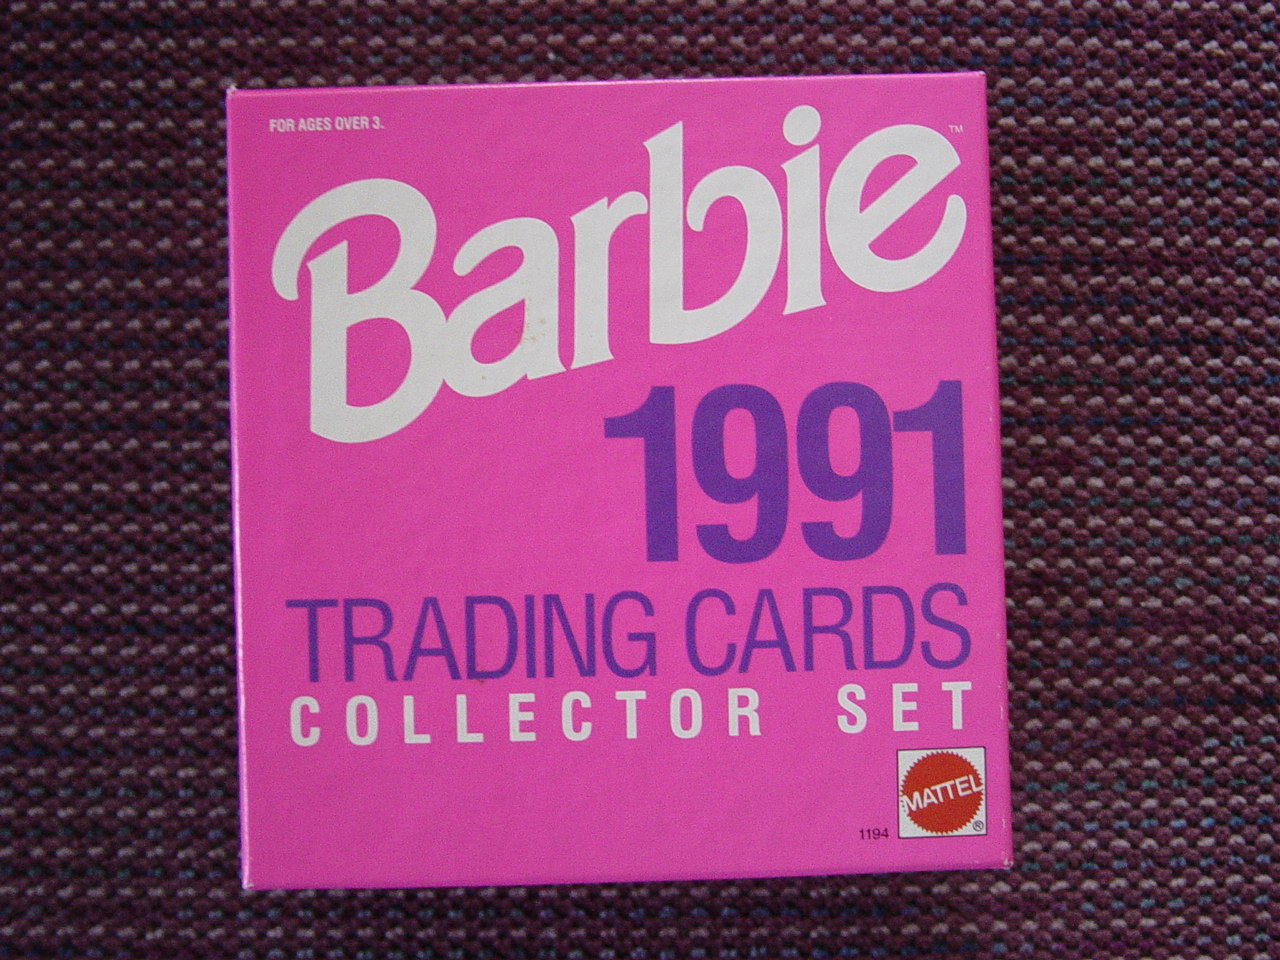 FOR AGES OVER 3.
Barbie™
1991
TRADING CARDS
COLLECTOR SET
MATTEL
®
1194